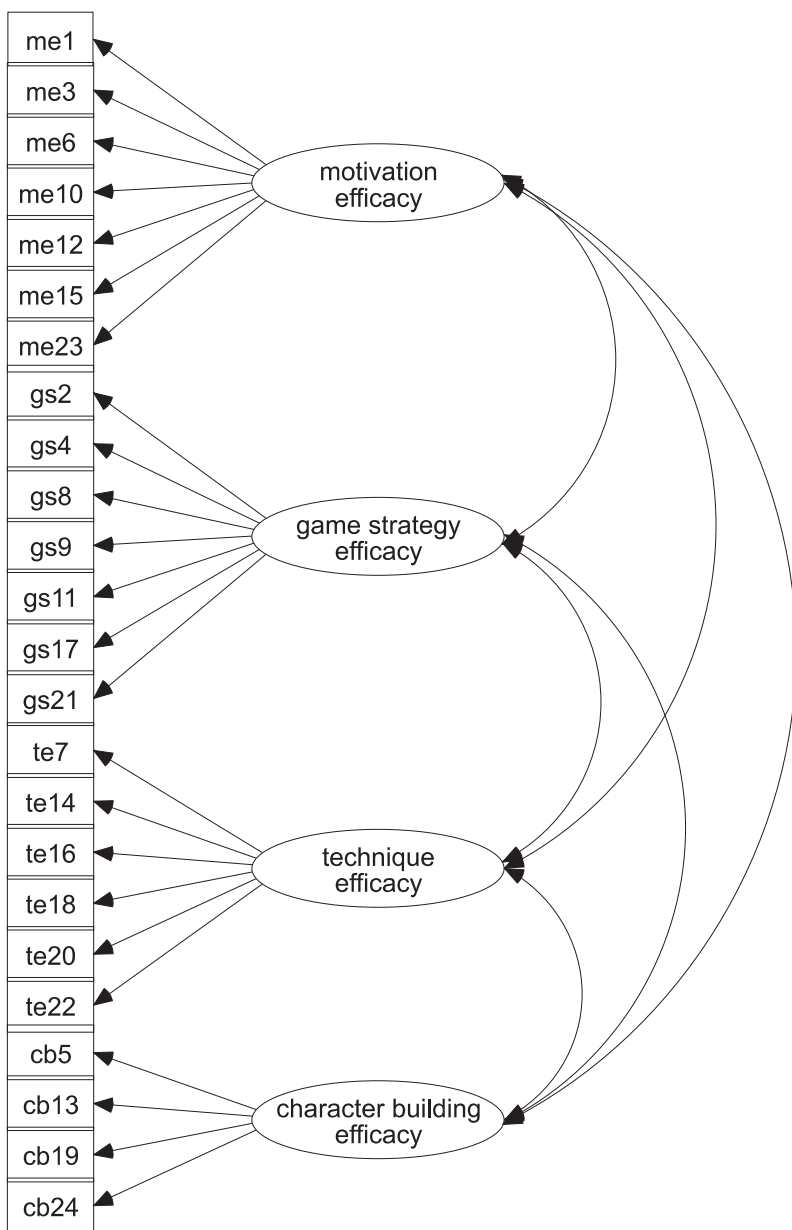 me1
me3
me6
me10
me12
me15
me23
gs2
gs4
gs8
gs9
gs11
gs17
gs21
te7
te14
te16
te18
te20
te22
cb5
cb13
cb19
cb24
motivation
efficacy
game strategy
efficacy
technique
efficacy
character building
efficacy